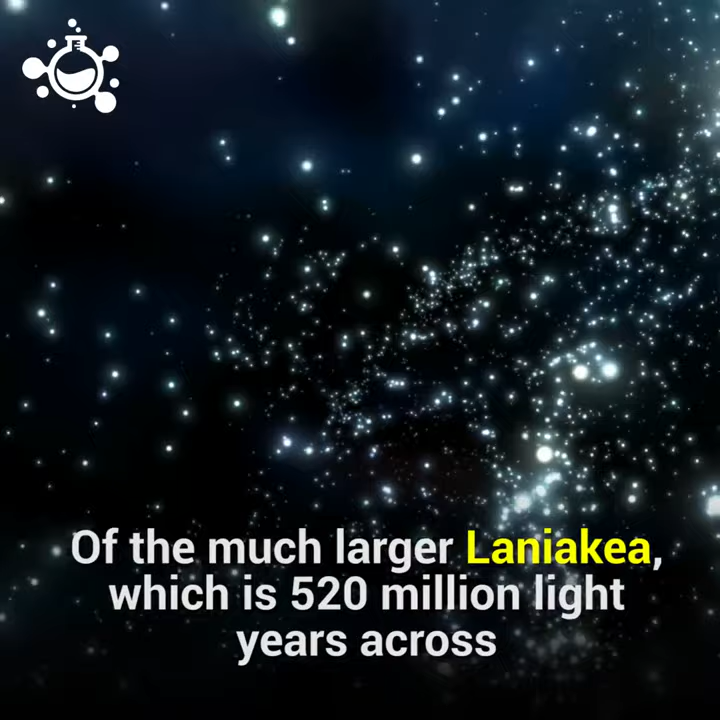 Of the much larger Laniakea,
which is 520 million light
years across